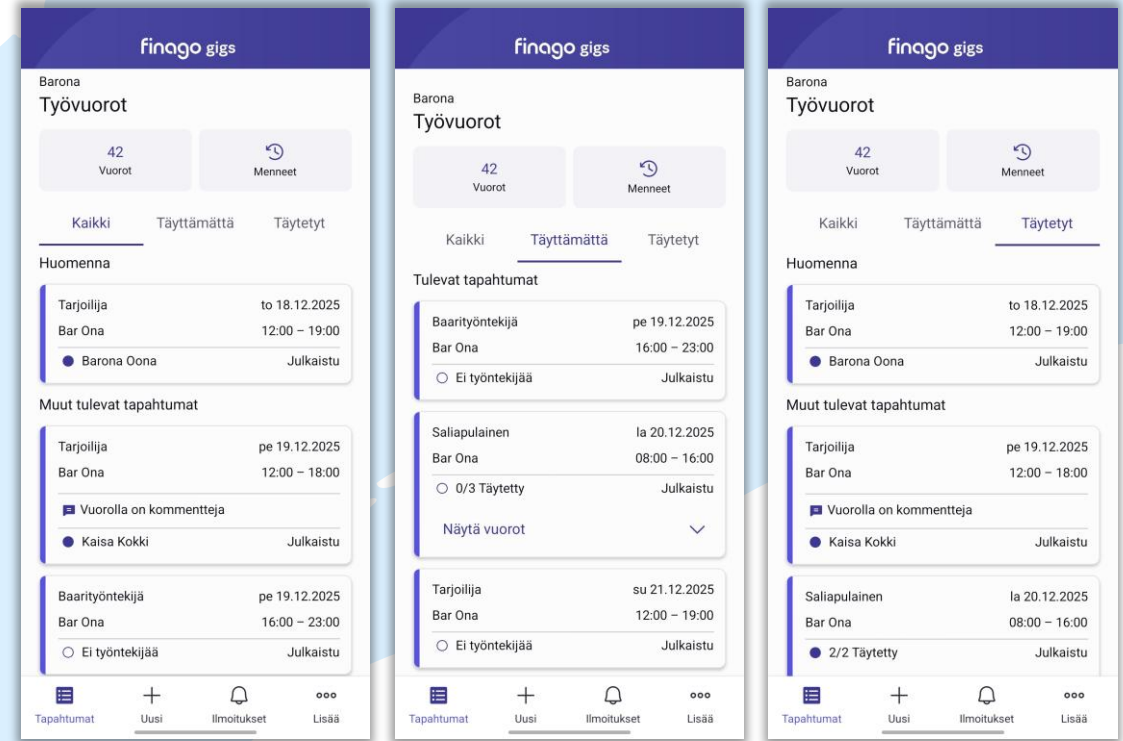 finago gigs
Barona
Työvuorot
42
Vuorot
Menneet
Kaikki Täyttämättä Täytetyt
Huomenna
Tarjoilija to 18.12.2025
Bar Ona 12:00 – 19:00
Barona Oona Julkaistu
Muut tulevat tapahtumat
Tarjoilija pe 19.12.2025
Bar Ona 12:00 – 18:00
Vuorolla on kommentteja
Kaisa Kokki Julkaistu
Baarityöntekijä pe 19.12.2025
Bar Ona 16:00 – 23:00
Ei työntekijää Julkaistu
Tapahtumat Uusi Ilmoitukset Lisää
finago gigs
Barona
Työvuorot
42
Vuorot
Menneet
Kaikki Täyttämättä Täytetyt
Tulevat tapahtumat
Baarityöntekijä pe 19.12.2025
Bar Ona 16:00 – 23:00
Ei työntekijää Julkaistu
Saliapulainen la 20.12.2025
Bar Ona 08:00 – 16:00
0/3 Täytetty Julkaistu
Näytä vuorot
Tarjoilija su 21.12.2025
Bar Ona 12:00 – 19:00
Ei työntekijää Julkaistu
Tapahtumat Uusi Ilmoitukset Lisää
finago gigs
Barona
Työvuorot
42
Vuorot
Menneet
Kaikki Täyttämättä Täytetyt
Huomenna
Tarjoilija to 18.12.2025
Bar Ona 12:00 – 19:00
Barona Oona Julkaistu
Muut tulevat tapahtumat
Tarjoilija pe 19.12.2025
Bar Ona 12:00 – 18:00
Vuorolla on kommentteja
Kaisa Kokki Julkaistu
Saliapulainen la 20.12.2025
Bar Ona 08:00 – 16:00
2/2 Täytetty Julkaistu
Tapahtumat Uusi Ilmoitukset Lisää